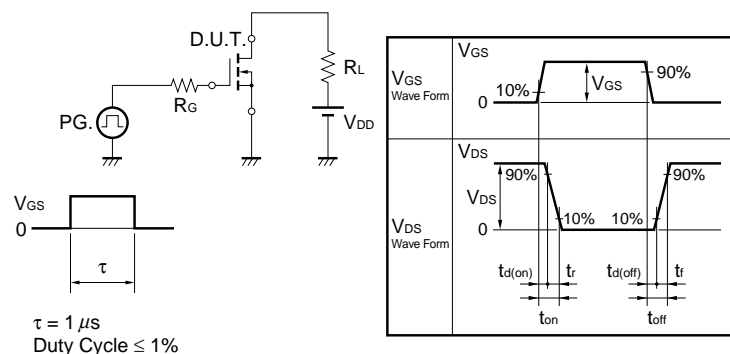 D.U.T.
RL
RG
PG.
VDD
VGS
0
τ
τ = 1 μs
Duty Cycle ≤ 1%
VGS
Wave Form
VGS
10%
VGS
90%
0
VDS
Wave Form
VDS
90%
VDS
10%
10%
90%
0
td(on)
tr
td(off)
tf
ton
toff